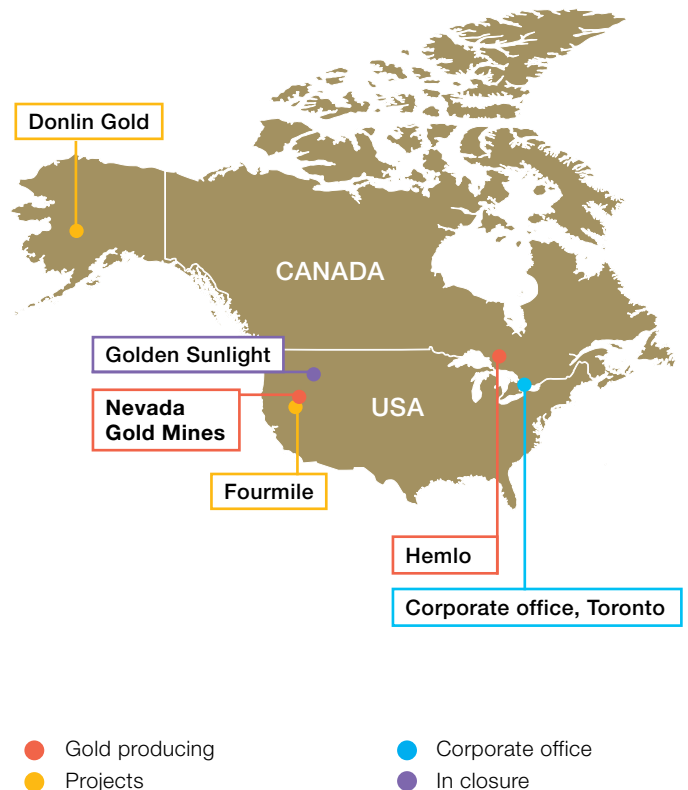 Donlin Gold
CANADA
Golden Sunlight
Nevada
Gold Mines
USA
Fourmile
Hemlo
Corporate office, Toronto
Gold producing
Corporate office
Projects
In closure